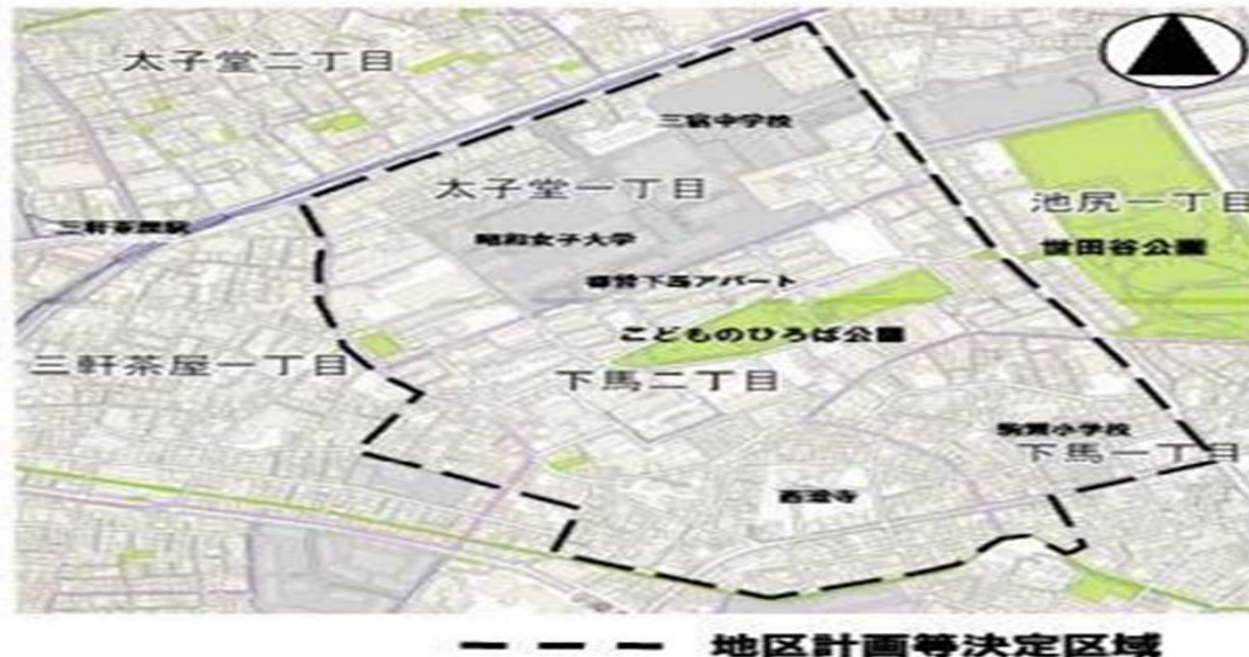 太子堂二丁目
三宿中学校
太子堂一丁目
池尻一丁目
三軒茶屋駅
昭和女子大学
世田谷公園
都営下馬アパート
こどものひろば公園
三軒茶屋一丁目
下馬二丁目
駒繋小学校
下馬一丁目
西澄寺
地区計画等決定区域